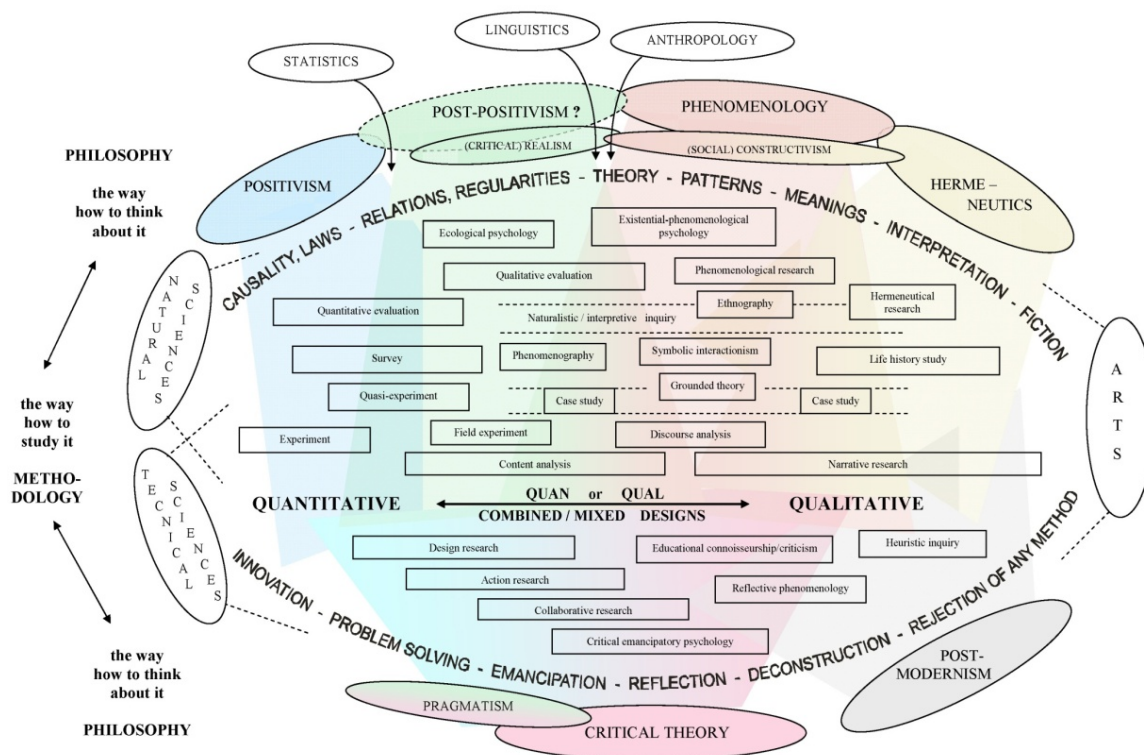 LINGUISTICS
ANTHROPOLOGY
STATISTICS
POST-POSITIVISM ?
PHENOMENOLOGY
(CRITICAL) REALISM
(SOCIAL) CONSTRUCTIVISM
PHILOSOPHY
the way
how to think
about it
POSITIVISM
HERME –
NEUTICS
CAUSALITY, LAWS - RELATIONS, REGULARITIES - THEORY - PATTERNS - MEANINGS - INTERPRETATION - FICTION
NATURAL
SCIENCES
Ecological psychology
Existential-phenomenological
psychology
Qualitative evaluation
Phenomenological research
Quantitative evaluation
Ethnography
Hermeneutical
research
Naturalistic / interpretive inquiry
Survey
Phenomenography
Symbolic interactionism
Life history study
Quasi-experiment
Case study
Grounded theory
Case study
Experiment
Field experiment
Discourse analysis
Content analysis
Narrative research
ARTS
the way
how to
study it
METHO-
DOLOGY
TECNICAL
SCIENCES
QUANTITATIVE
QUAN or QUAL
COMBINED / MIXED DESIGNS
QUALITATIVE
Design research
Educational connoisseurship/criticism
Heuristic inquiry
Action research
Reflective phenomenology
Collaborative research
Critical emancipatory psychology
INNOVATION - PROBLEM SOLVING - EMANCIPATION - REFLECTION - DECONSTRUCTION - REJECTION OF ANY METHOD
the way
how to think
about it
PHILOSOPHY
POST-
MODERNISM
PRAGMATISM
CRITICAL THEORY